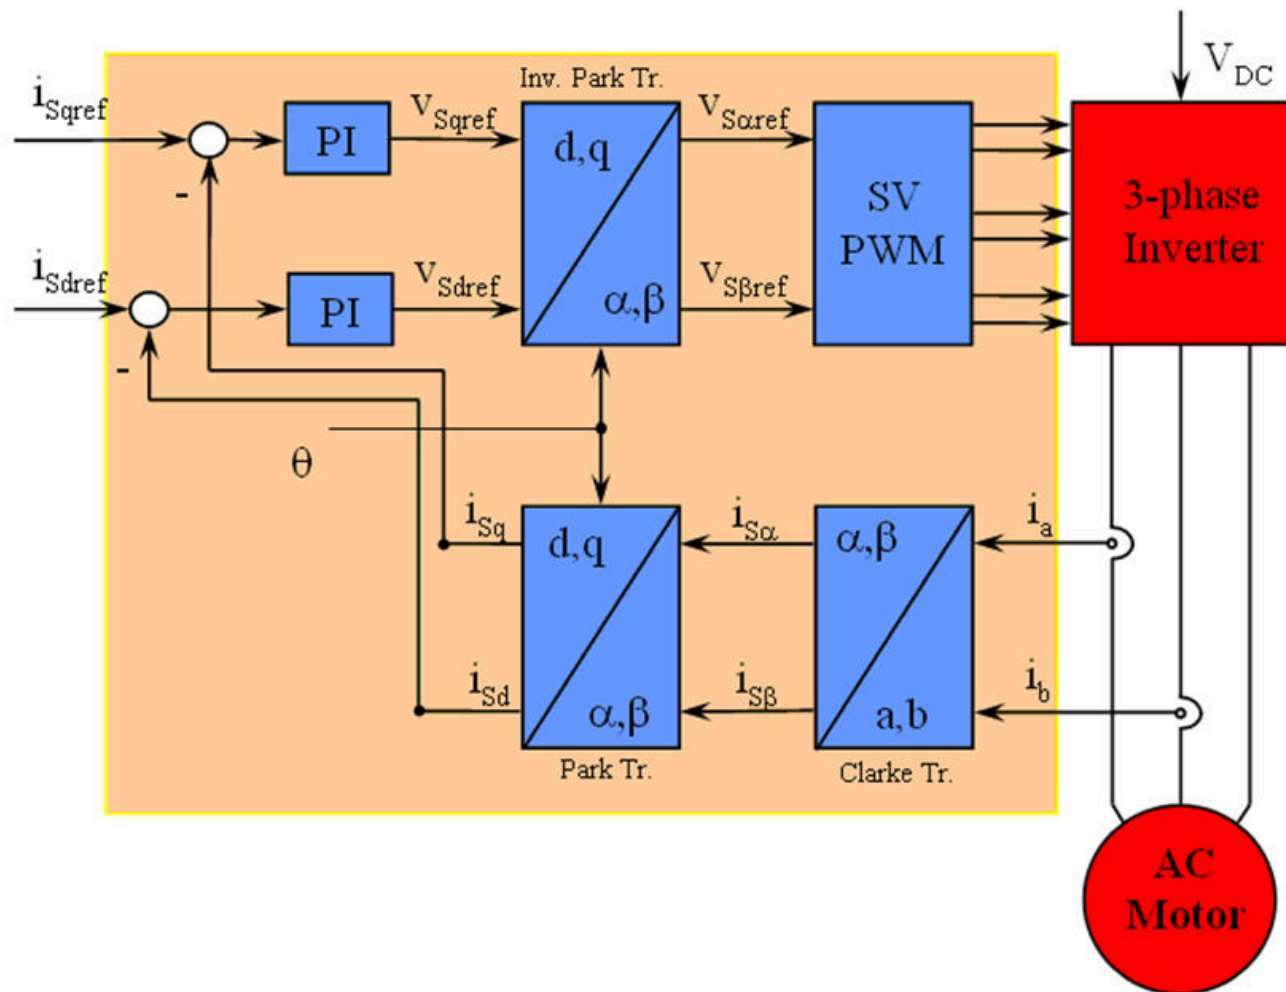 Inv. Park Tr.
V_DC
i_Sqref
PI
v_Sqref
d,q
α,β
v_Sαref
SV
PWM
3-phase
Inverter
-
i_Sdref
PI
v_Sdref
v_Sβref
-
θ
i_Sq
d,q
α,β
i_Sα
α,β
a,b
i_a
i_Sd
i_Sβ
i_b
Park Tr.
Clarke Tr.
AC
Motor